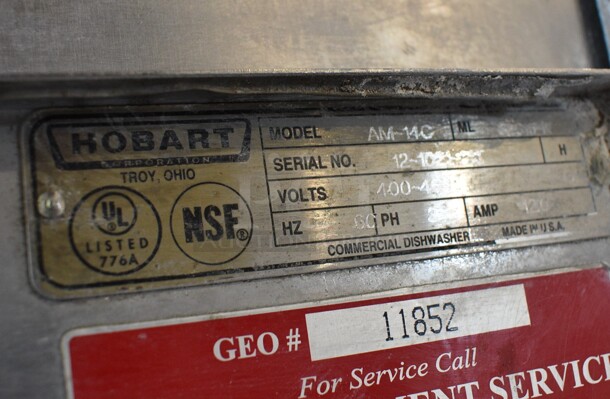 HOBART
CORPORATION
TROY, OHIO
UL
LISTED
776A
NSF
MODEL AM-14C ML
SERIAL NO. H
VOLTS
HZ 60 PH AMP
COMMERCIAL DISHWASHER MADE IN U.S.A.
GEO # 11852
For Service Call